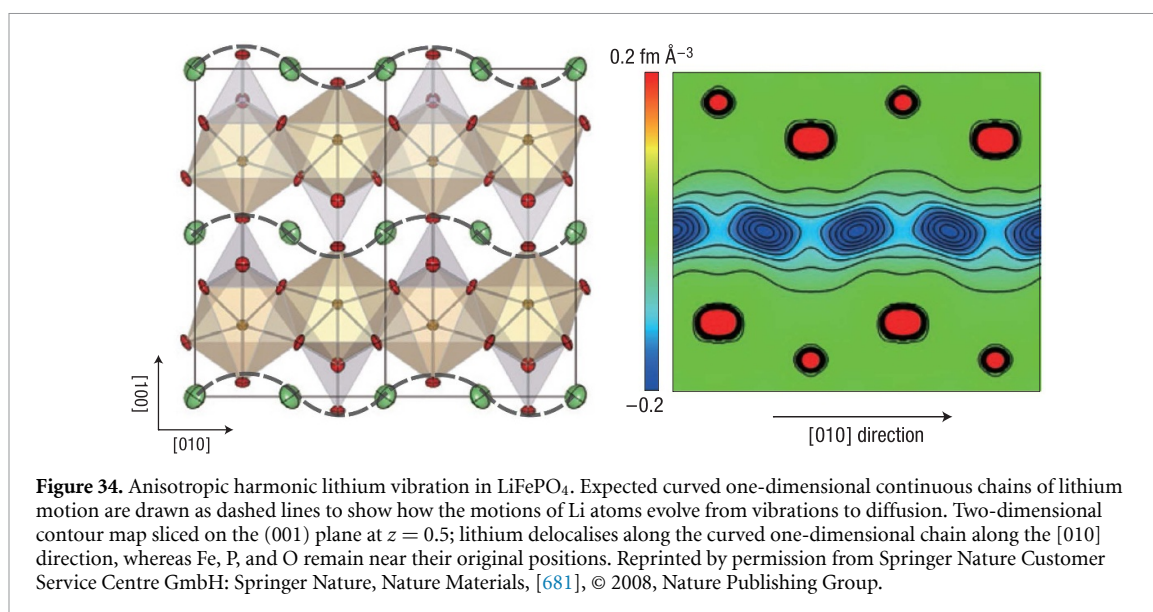 0.2 fm Å⁻³
−0.2
[100]
[010]
[010] direction
Figure 34. Anisotropic harmonic lithium vibration in LiFePO₄. Expected curved one-dimensional continuous chains of lithium
motion are drawn as dashed lines to show how the motions of Li atoms evolve from vibrations to diffusion. Two-dimensional
contour map sliced on the (001) plane at z = 0.5; lithium delocalises along the curved one-dimensional chain along the [010]
direction, whereas Fe, P, and O remain near their original positions. Reprinted by permission from Springer Nature Customer
Service Centre GmbH: Springer Nature, Nature Materials, [681], © 2008, Nature Publishing Group.